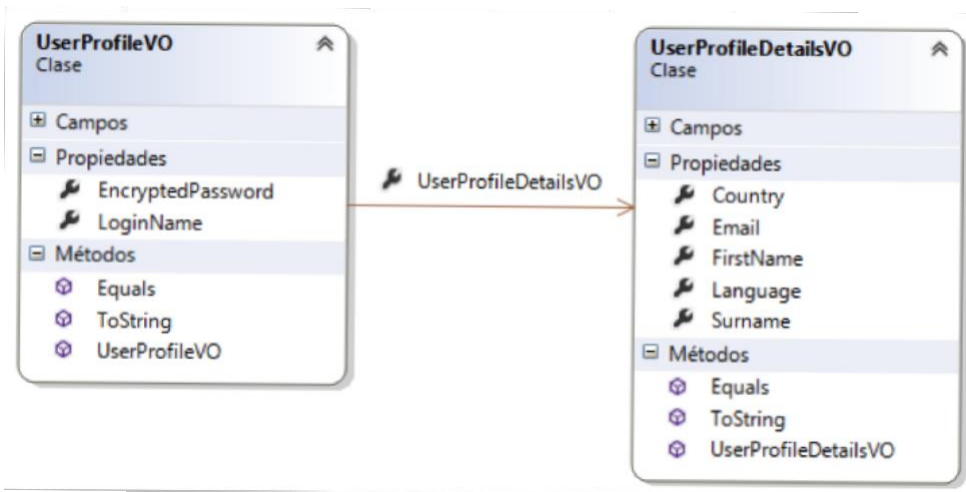 UserProfileVO
Clase
Campos
Propiedades
EncryptedPassword
LoginName
Métodos
Equals
ToString
UserProfileVO
UserProfileDetailsVO
UserProfileDetailsVO
Clase
Campos
Propiedades
Country
Email
FirstName
Language
Surname
Métodos
Equals
ToString
UserProfileDetailsVO